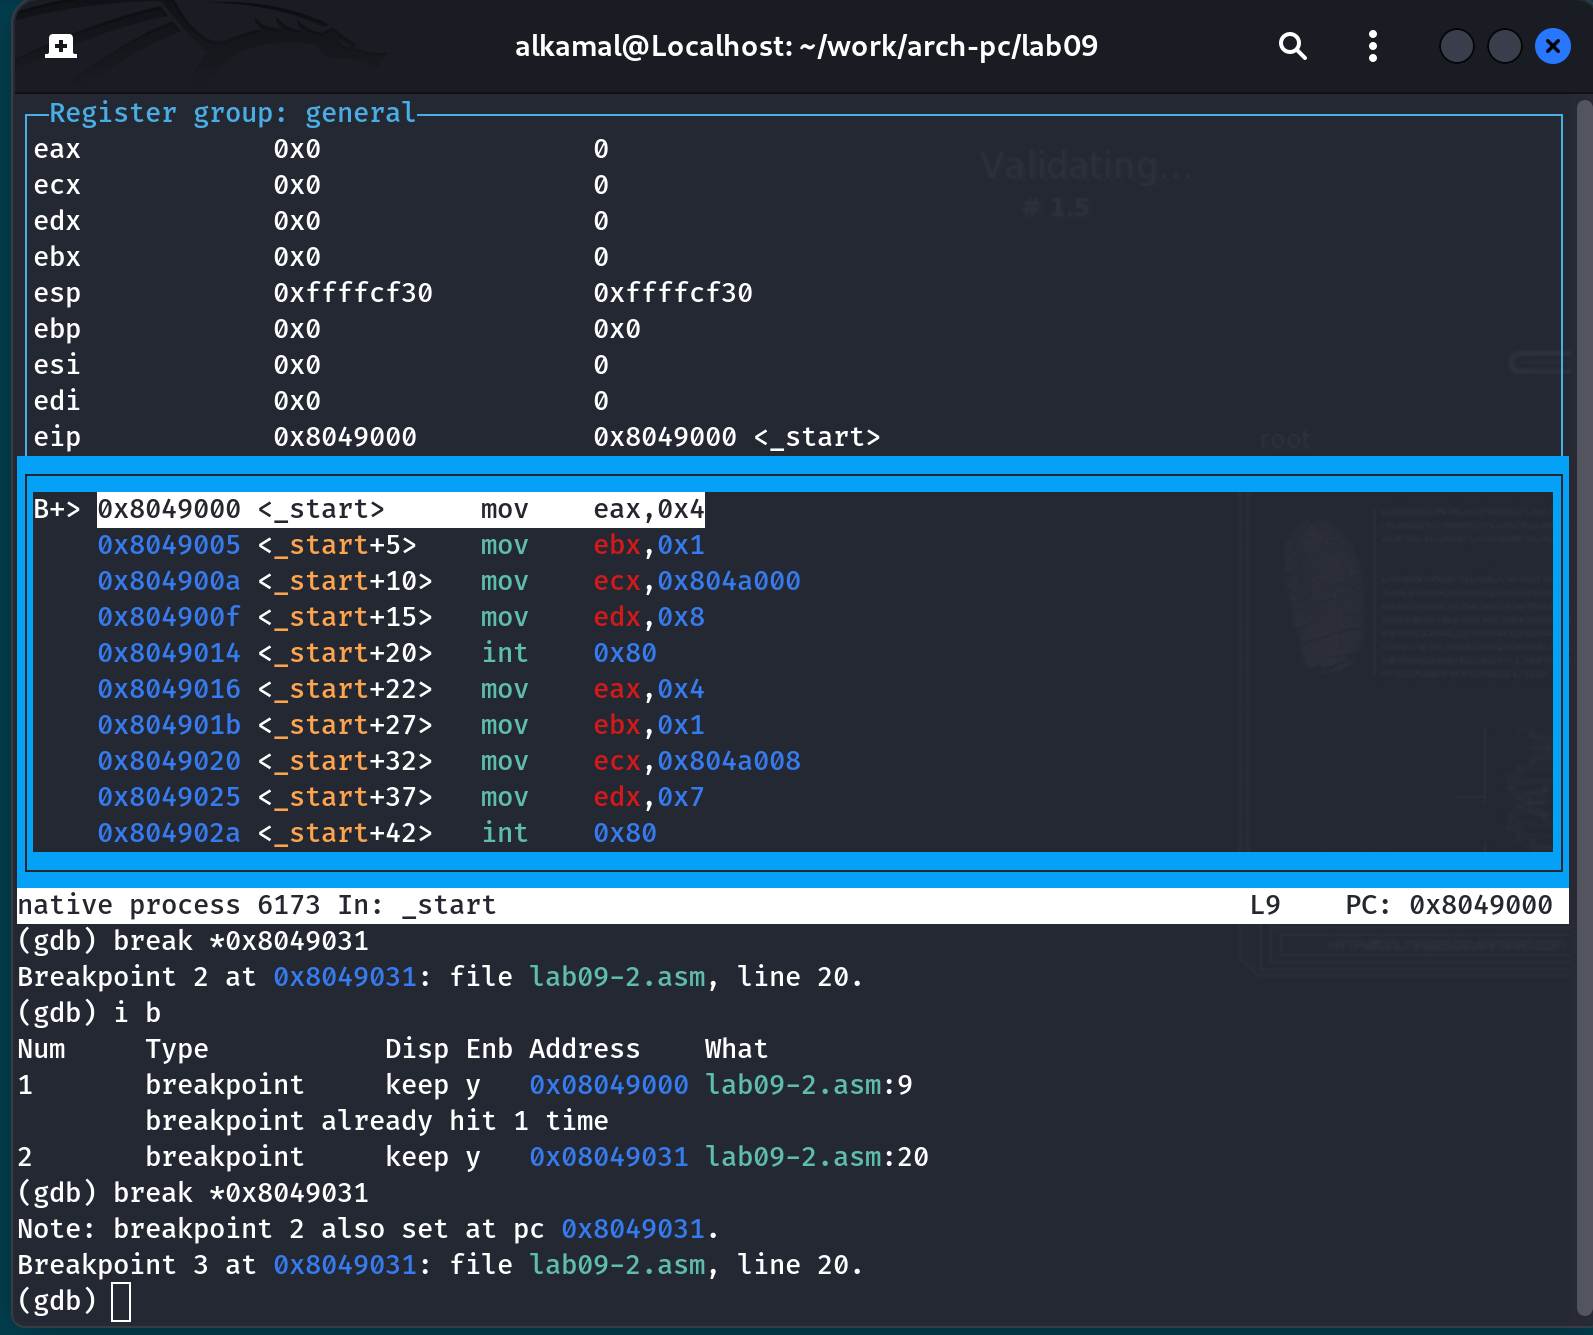 alkamal@Localhost: ~/work/arch-pc/lab09
Register group: general
eax 0x0 0
ecx 0x0 0
edx 0x0 0
ebx 0x0 0
esp 0xffffcf30 0xffffcf30
ebp 0x0 0x0
esi 0x0 0
edi 0x0 0
eip 0x8049000 0x8049000 <_start>
Validating...
# 1.5
root
B+> 0x8049000 <_start> mov eax,0x4
0x8049005 <_start+5> mov ebx,0x1
0x804900a <_start+10> mov ecx,0x804a000
0x804900f <_start+15> mov edx,0x8
0x8049014 <_start+20> int 0x80
0x8049016 <_start+22> mov eax,0x4
0x804901b <_start+27> mov ebx,0x1
0x8049020 <_start+32> mov ecx,0x804a008
0x8049025 <_start+37> mov edx,0x7
0x804902a <_start+42> int 0x80
native process 6173 In: _start L9 PC: 0x8049000
(gdb) break *0x8049031
Breakpoint 2 at 0x8049031: file lab09-2.asm, line 20.
(gdb) i b
Num Type Disp Enb Address What
1 breakpoint keep y 0x08049000 lab09-2.asm:9
breakpoint already hit 1 time
2 breakpoint keep y 0x08049031 lab09-2.asm:20
(gdb) break *0x8049031
Note: breakpoint 2 also set at pc 0x8049031.
Breakpoint 3 at 0x8049031: file lab09-2.asm, line 20.
(gdb)